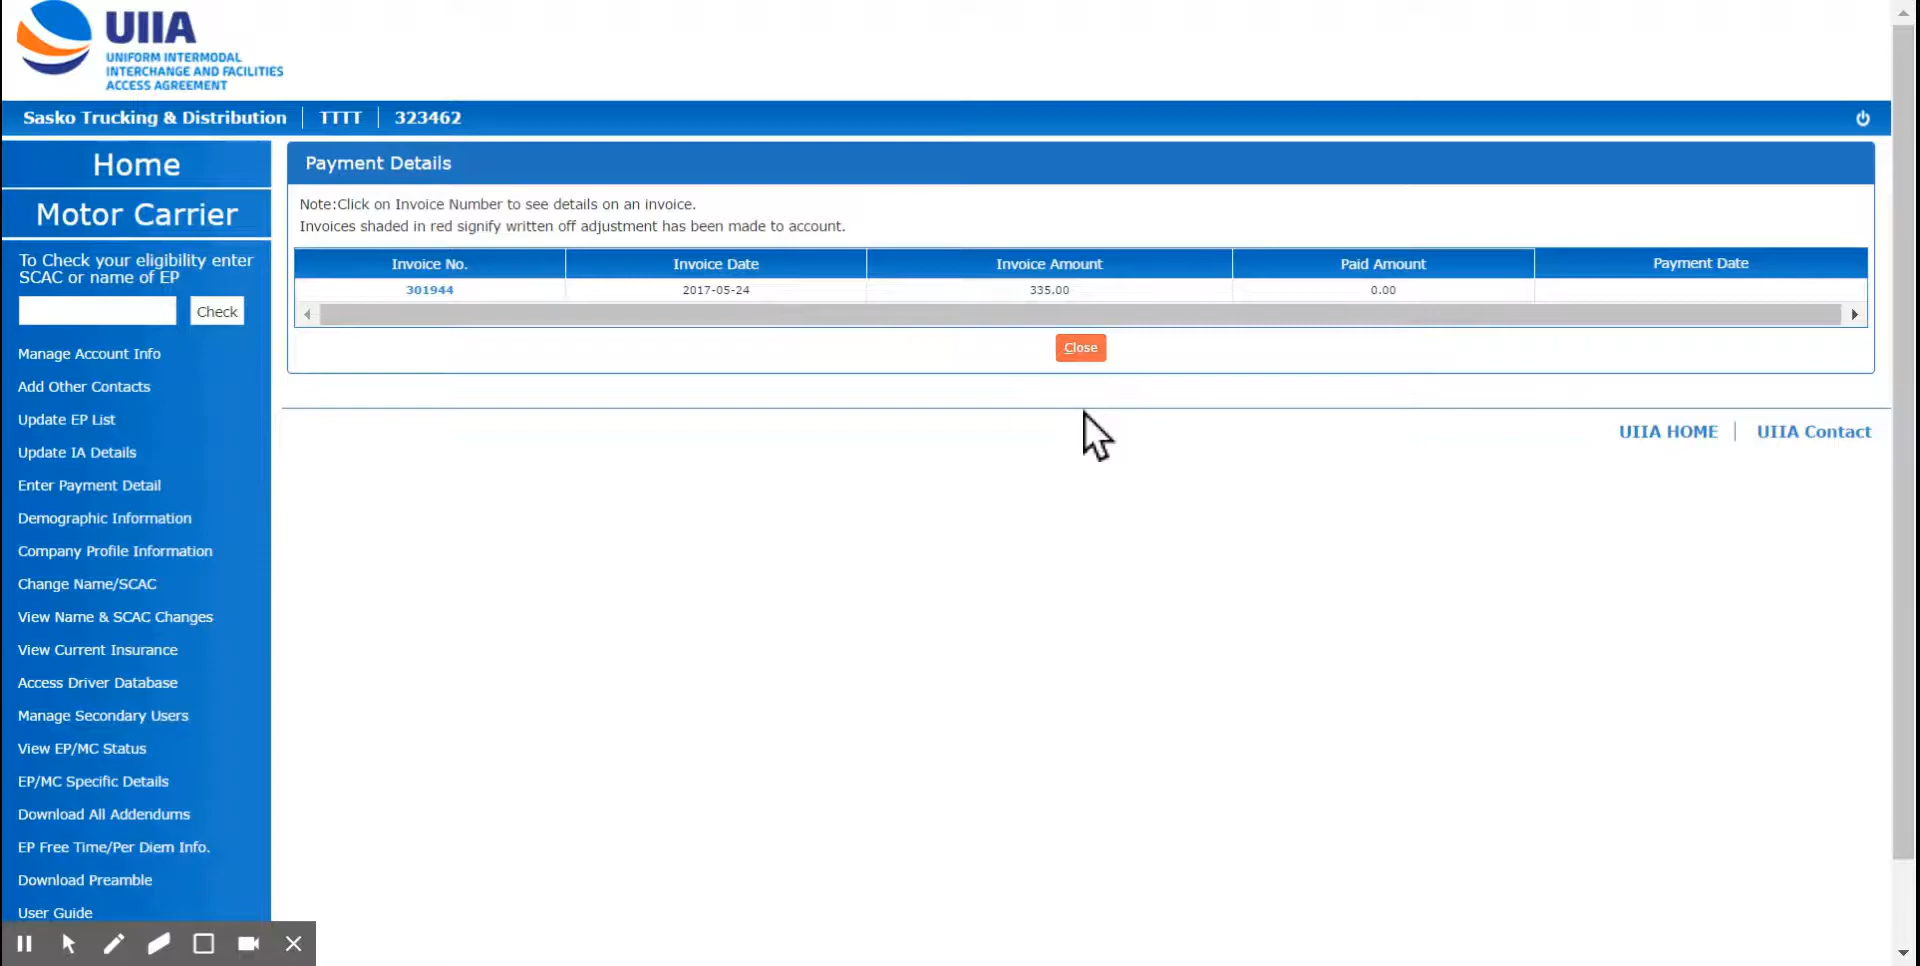 UIIA
UNIFORM INTERMODAL
INTERCHANGE AND FACILITIES
ACCESS AGREEMENT
Sasko Trucking & Distribution TTTT 323462
Home
Motor Carrier
To Check your eligibility enter
SCAC or name of EP
Check
Manage Account Info
Add Other Contacts
Update EP List
Update IA Details
Enter Payment Detail
Demographic Information
Company Profile Information
Change Name/SCAC
View Name & SCAC Changes
View Current Insurance
Access Driver Database
Manage Secondary Users
View EP/MC Status
EP/MC Specific Details
Download All Addendums
EP Free Time/Per Diem Info.
Download Preamble
User Guide
Payment Details
Note:Click on Invoice Number to see details on an invoice.
Invoices shaded in red signify written off adjustment has been made to account.
Invoice No. Invoice Date Invoice Amount Paid Amount Payment Date
301944 2017-05-24 335.00 0.00
Close
UIIA HOME UIIA Contact